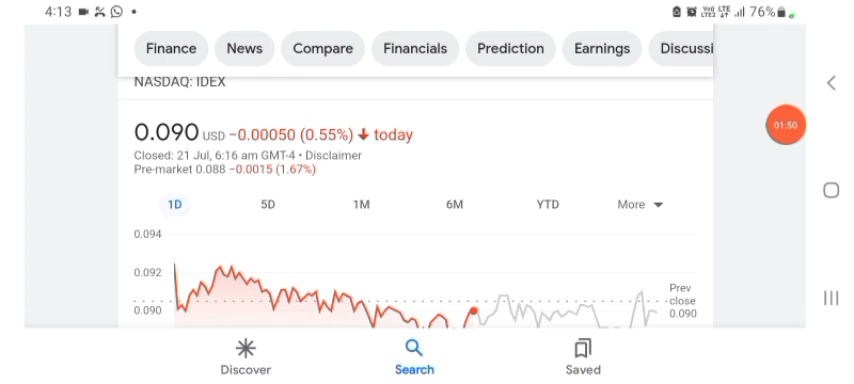 4:13
Vo)) LTE
LTE2 76%
Finance News Compare Financials Prediction Earnings Discussi
NASDAQ: IDEX
01:50
0.090 USD −0.00050 (0.55%) today
Closed: 21 Jul, 6:16 am GMT-4 • Disclaimer
Pre-market 0.088 −0.0015 (1.67%)
1D 5D 1M 6M YTD More
0.094
0.092
0.090
Prev
close
0.090
Discover Search Saved